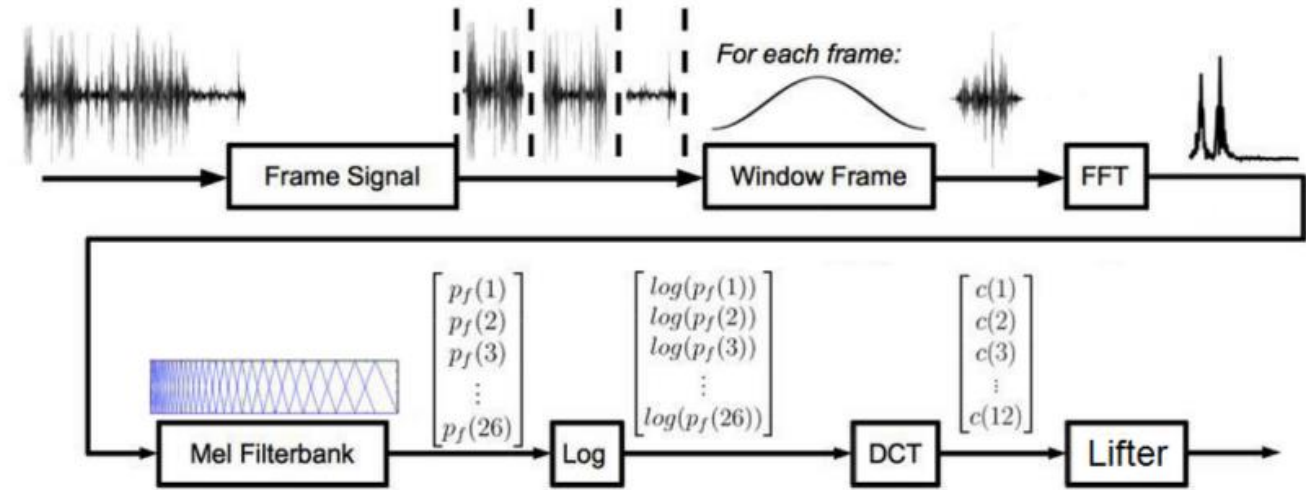 For each frame:
Frame Signal
Window Frame
FFT
p_f(1)
p_f(2)
p_f(3)
⋮
p_f(26)
log(p_f(1))
log(p_f(2))
log(p_f(3))
⋮
log(p_f(26))
c(1)
c(2)
c(3)
⋮
c(12)
Mel Filterbank
Log
DCT
Lifter